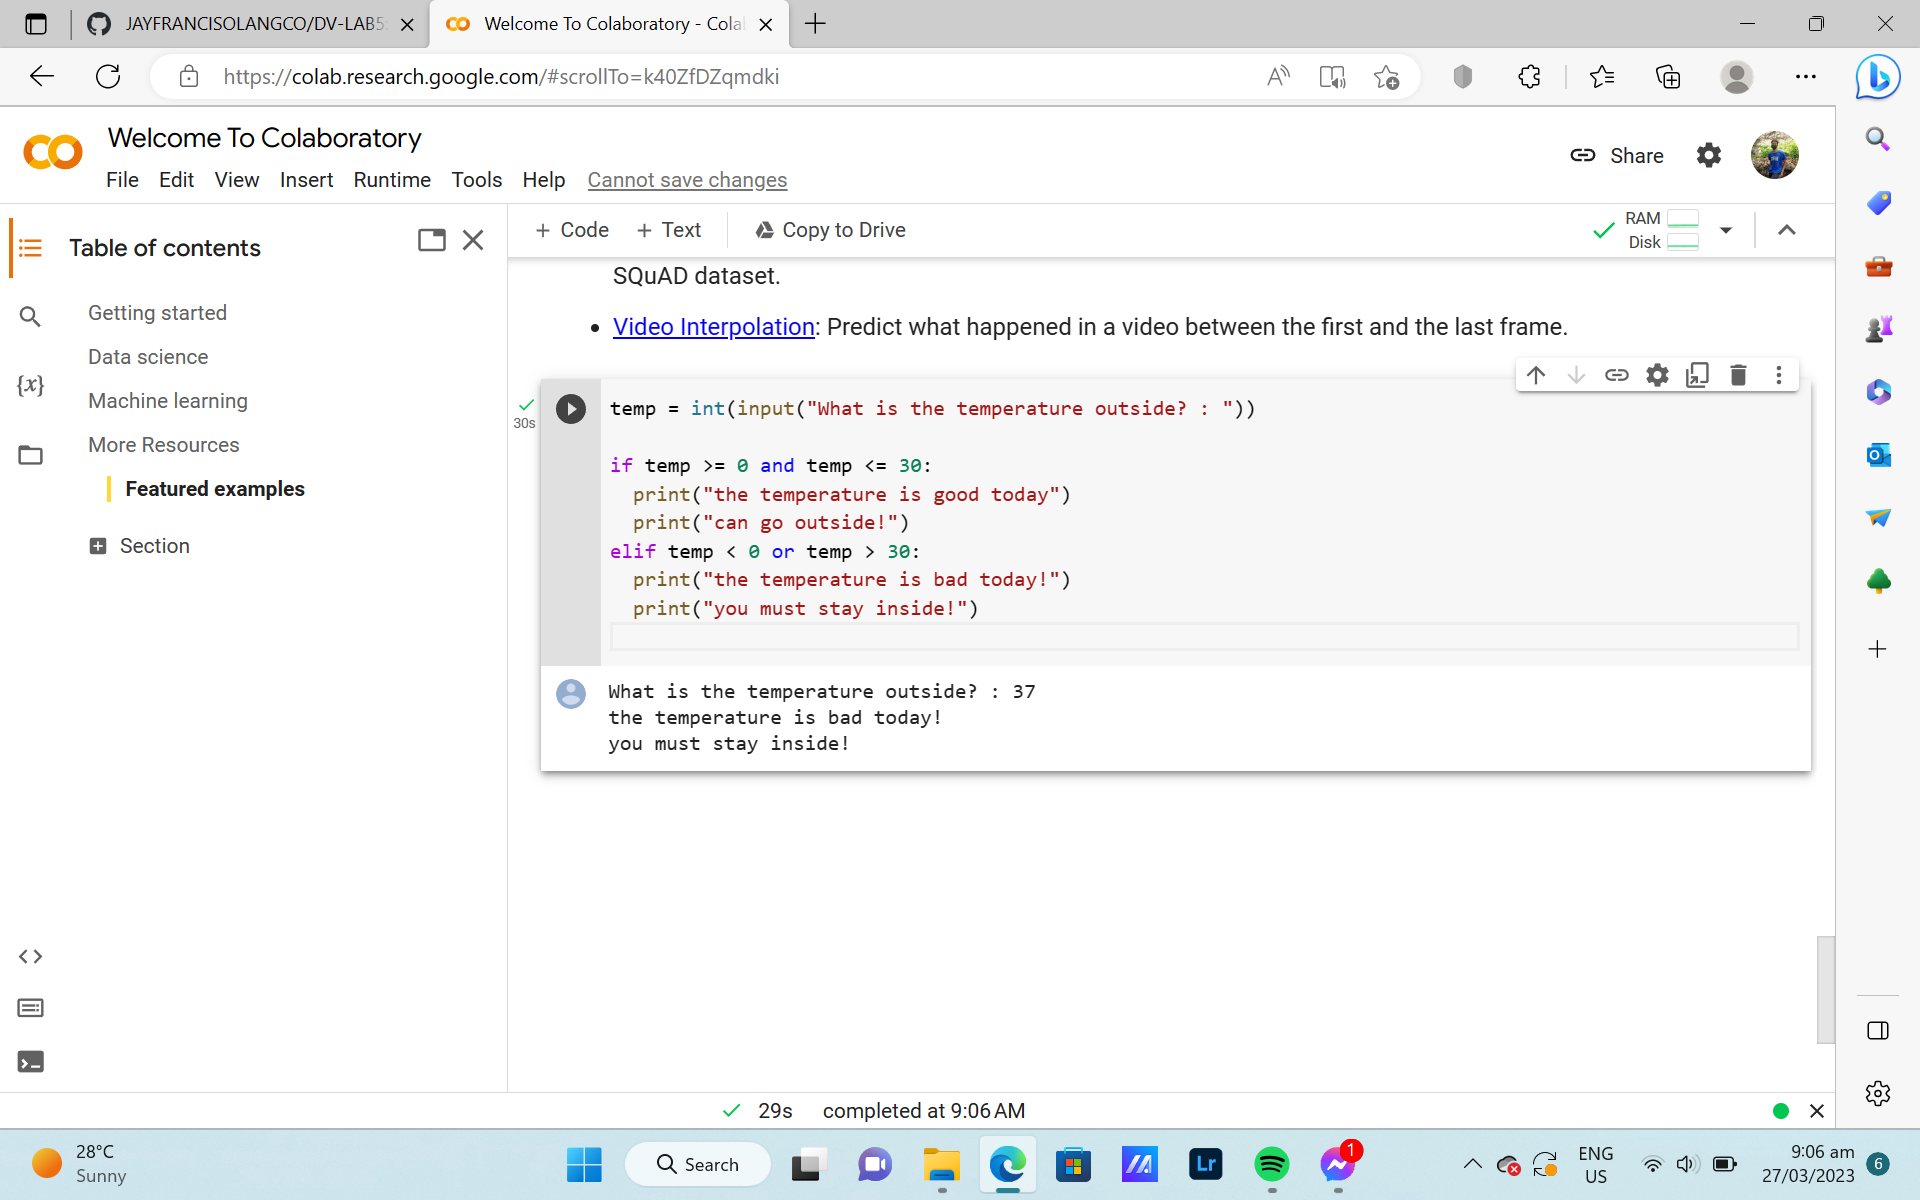 JAYFRANCISOLANGCO/DV-LAB5
Welcome To Colaboratory - Cola
https://colab.research.google.com/#scrollTo=k40ZfDZqmdki
Welcome To Colaboratory
File Edit View Insert Runtime Tools Help Cannot save changes
Share
Table of contents
Getting started
Data science
Machine learning
More Resources
Featured examples
Section
{x}
+ Code + Text Copy to Drive
RAM
Disk
SQuAD dataset.
• Video Interpolation: Predict what happened in a video between the first and the last frame.
30s
temp = int(input("What is the temperature outside? : "))
if temp >= 0 and temp <= 30:
  print("the temperature is good today")
  print("can go outside!")
elif temp < 0 or temp > 30:
  print("the temperature is bad today!")
  print("you must stay inside!")
What is the temperature outside? : 37
the temperature is bad today!
you must stay inside!
29s completed at 9:06 AM
28°C
Sunny
Search
Lr
1
ENG
US
9:06 am
27/03/2023
6